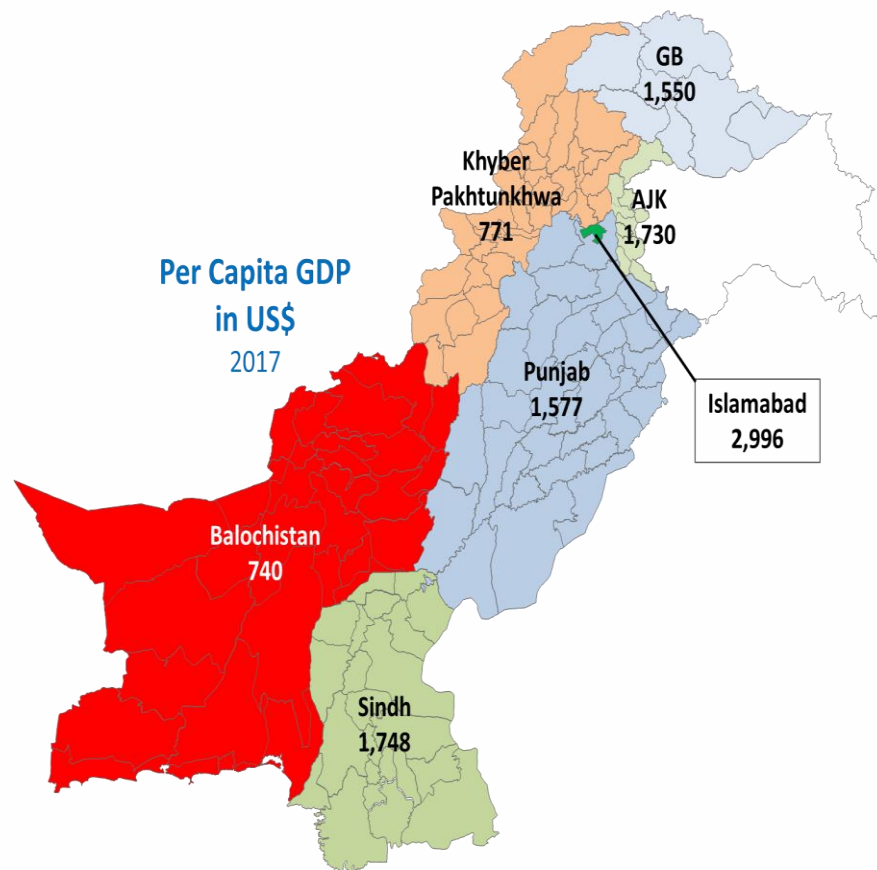 GB
1,550
Khyber
Pakhtunkhwa
771
AJK
1,730
Per Capita GDP
in US$
2017
Punjab
1,577
Islamabad
2,996
Balochistan
740
Sindh
1,748